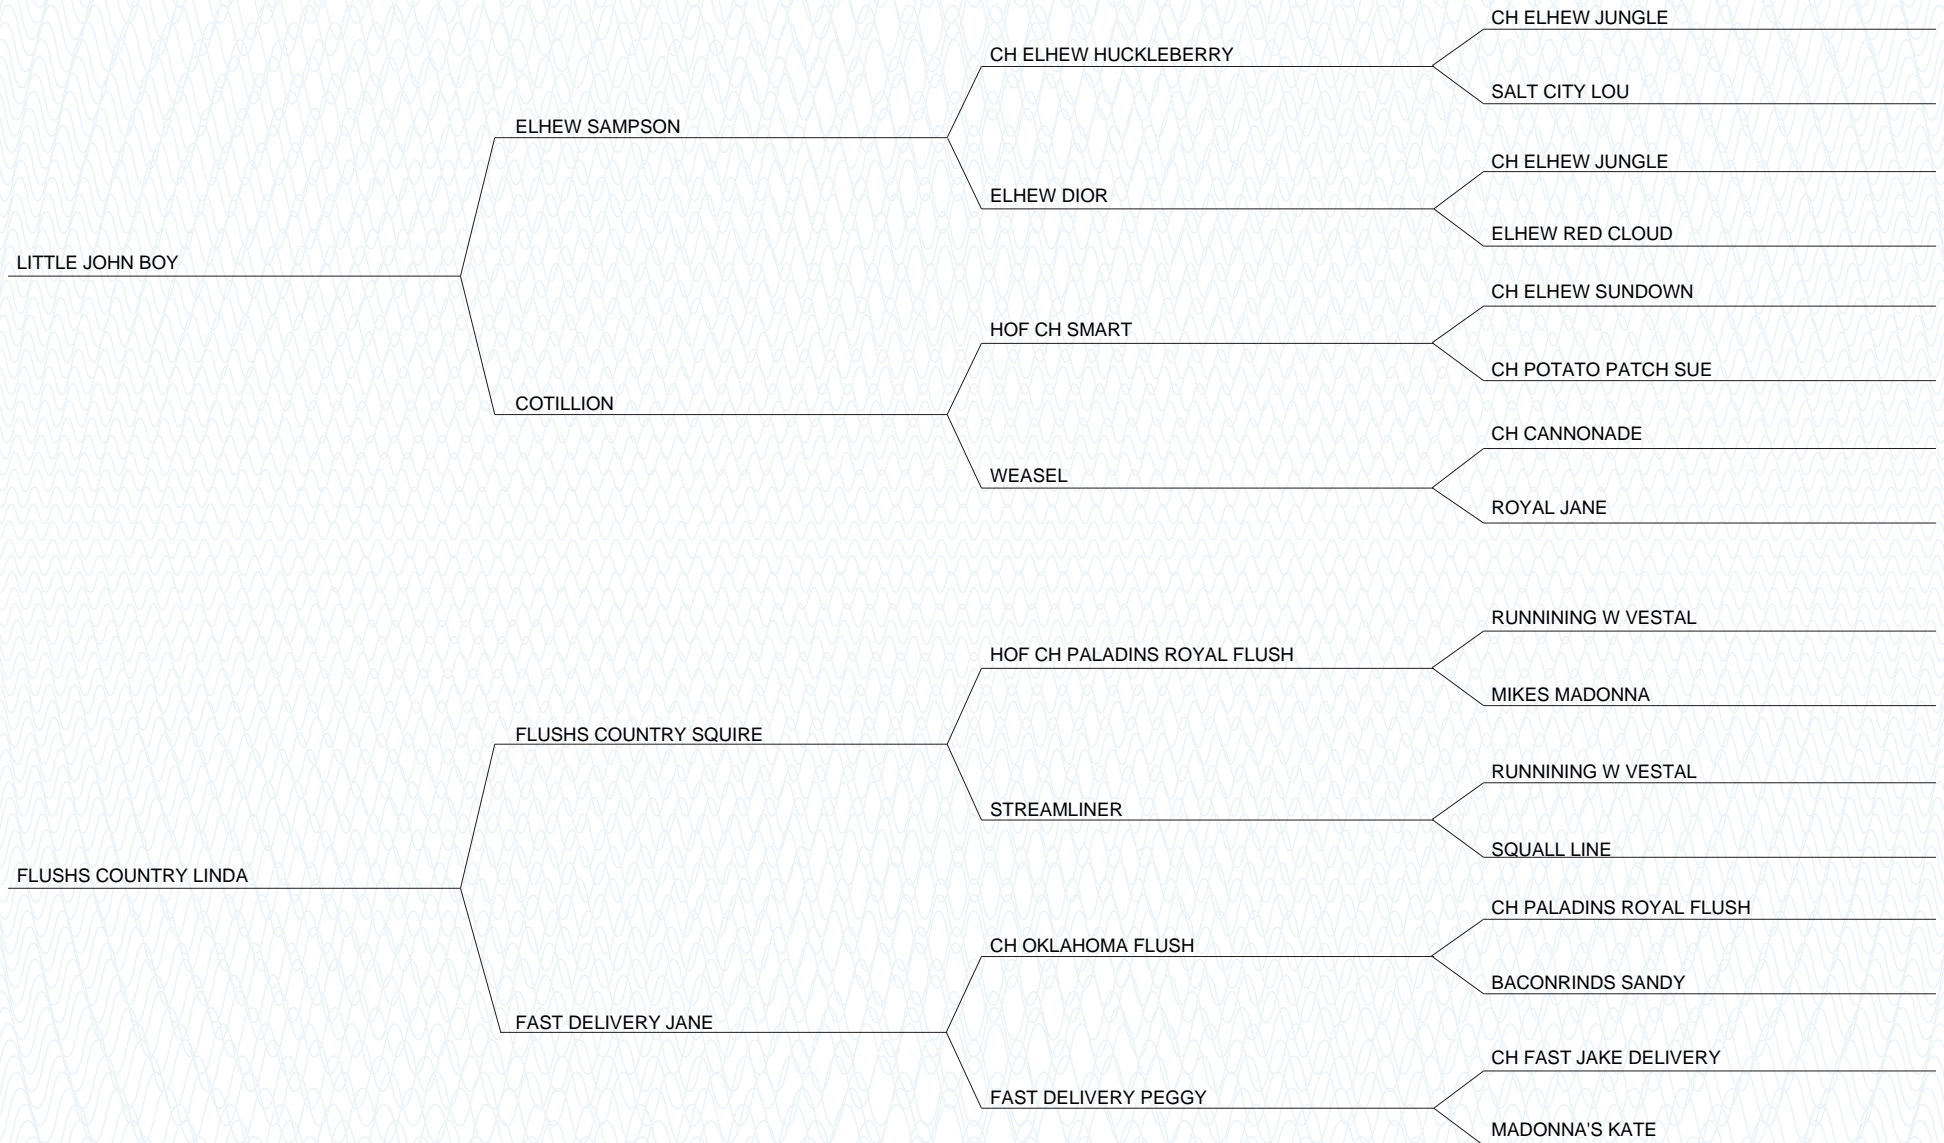 CH ELHEW JUNGLE
CH ELHEW HUCKLEBERRY
SALT CITY LOU
ELHEW SAMPSON
CH ELHEW JUNGLE
ELHEW DIOR
ELHEW RED CLOUD
LITTLE JOHN BOY
CH ELHEW SUNDOWN
HOF CH SMART
CH POTATO PATCH SUE
COTILLION
CH CANNONADE
WEASEL
ROYAL JANE
RUNNINING W VESTAL
HOF CH PALADINS ROYAL FLUSH
MIKES MADONNA
FLUSHS COUNTRY SQUIRE
RUNNINING W VESTAL
STREAMLINER
SQUALL LINE
FLUSHS COUNTRY LINDA
CH PALADINS ROYAL FLUSH
CH OKLAHOMA FLUSH
BACONRINDS SANDY
FAST DELIVERY JANE
CH FAST JAKE DELIVERY
FAST DELIVERY PEGGY
MADONNA'S KATE